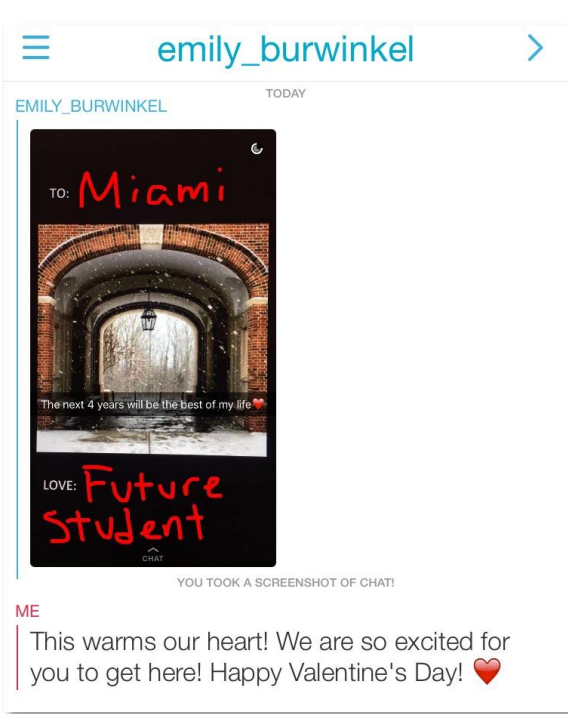 emily_burwinkel
TODAY
EMILY_BURWINKEL
TO: Miami
The next 4 years will be the best of my life❤️
LOVE: Future
Student
CHAT
YOU TOOK A SCREENSHOT OF CHAT!
ME
This warms our heart! We are so excited for
you to get here! Happy Valentine's Day! ❤️